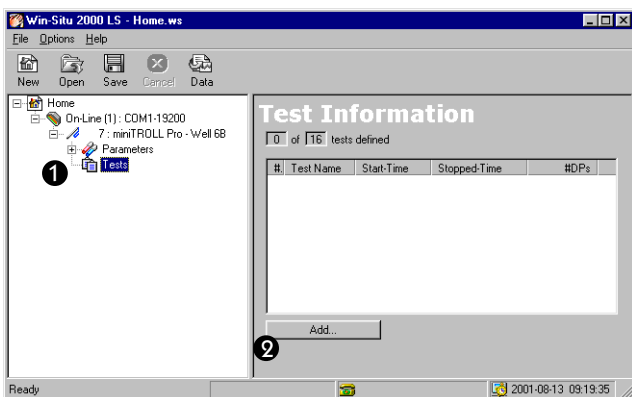 Win-Situ 2000 LS - Home.ws
File Options Help
New Open Save Cancel Data
Home
On-Line (1) : COM1-19200
7 : miniTROLL Pro - Well 6B
Parameters
Tests
1
Test Information
0 of 16 tests defined
#. Test Name Start-Time Stopped-Time #DPs
Add...
2
Ready 2001-08-13 09:19:35